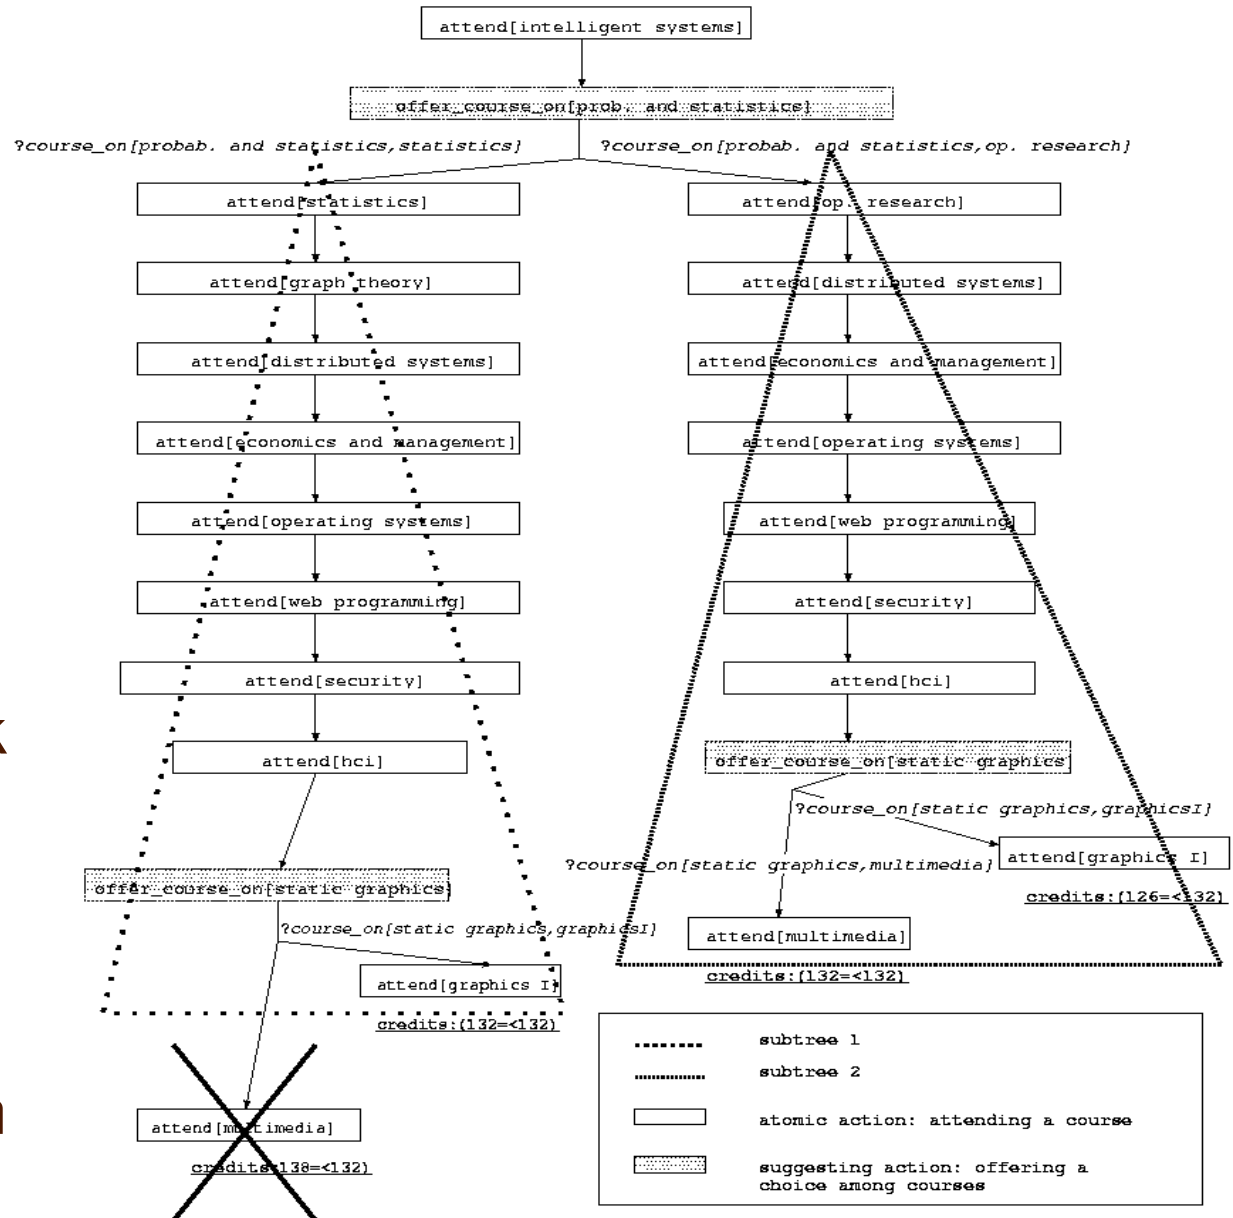 attend[intelligent systems]
offer_course_on[prob. and statistics]
?course_on[probab. and statistics,statistics]
?course_on[probab. and statistics,op. research]
attend[statistics]
attend[op. research]
attend[graph theory]
attend[distributed systems]
attend[distributed systems]
attend[economics and management]
attend[economics and management]
attend[operating systems]
attend[operating systems]
attend[web programming]
attend[web programming]
attend[security]
attend[security]
attend[hci]
k
attend[hci]
offer_course_on[static graphics]
?course_on[static graphics,graphicsI]
attend[graphics I]
?course_on[static graphics,multimedia]
credits:(126=<132)
offer_course_on[static graphics]
?course_on[static graphics,graphicsI]
attend[multimedia]
credits:(132=<132)
attend[graphics I]
credits:(132=<132)
subtree 1
subtree 2
atomic action: attending a course
attend[multimedia]
credits:138=<132)
suggesting action: offering a
choice among courses